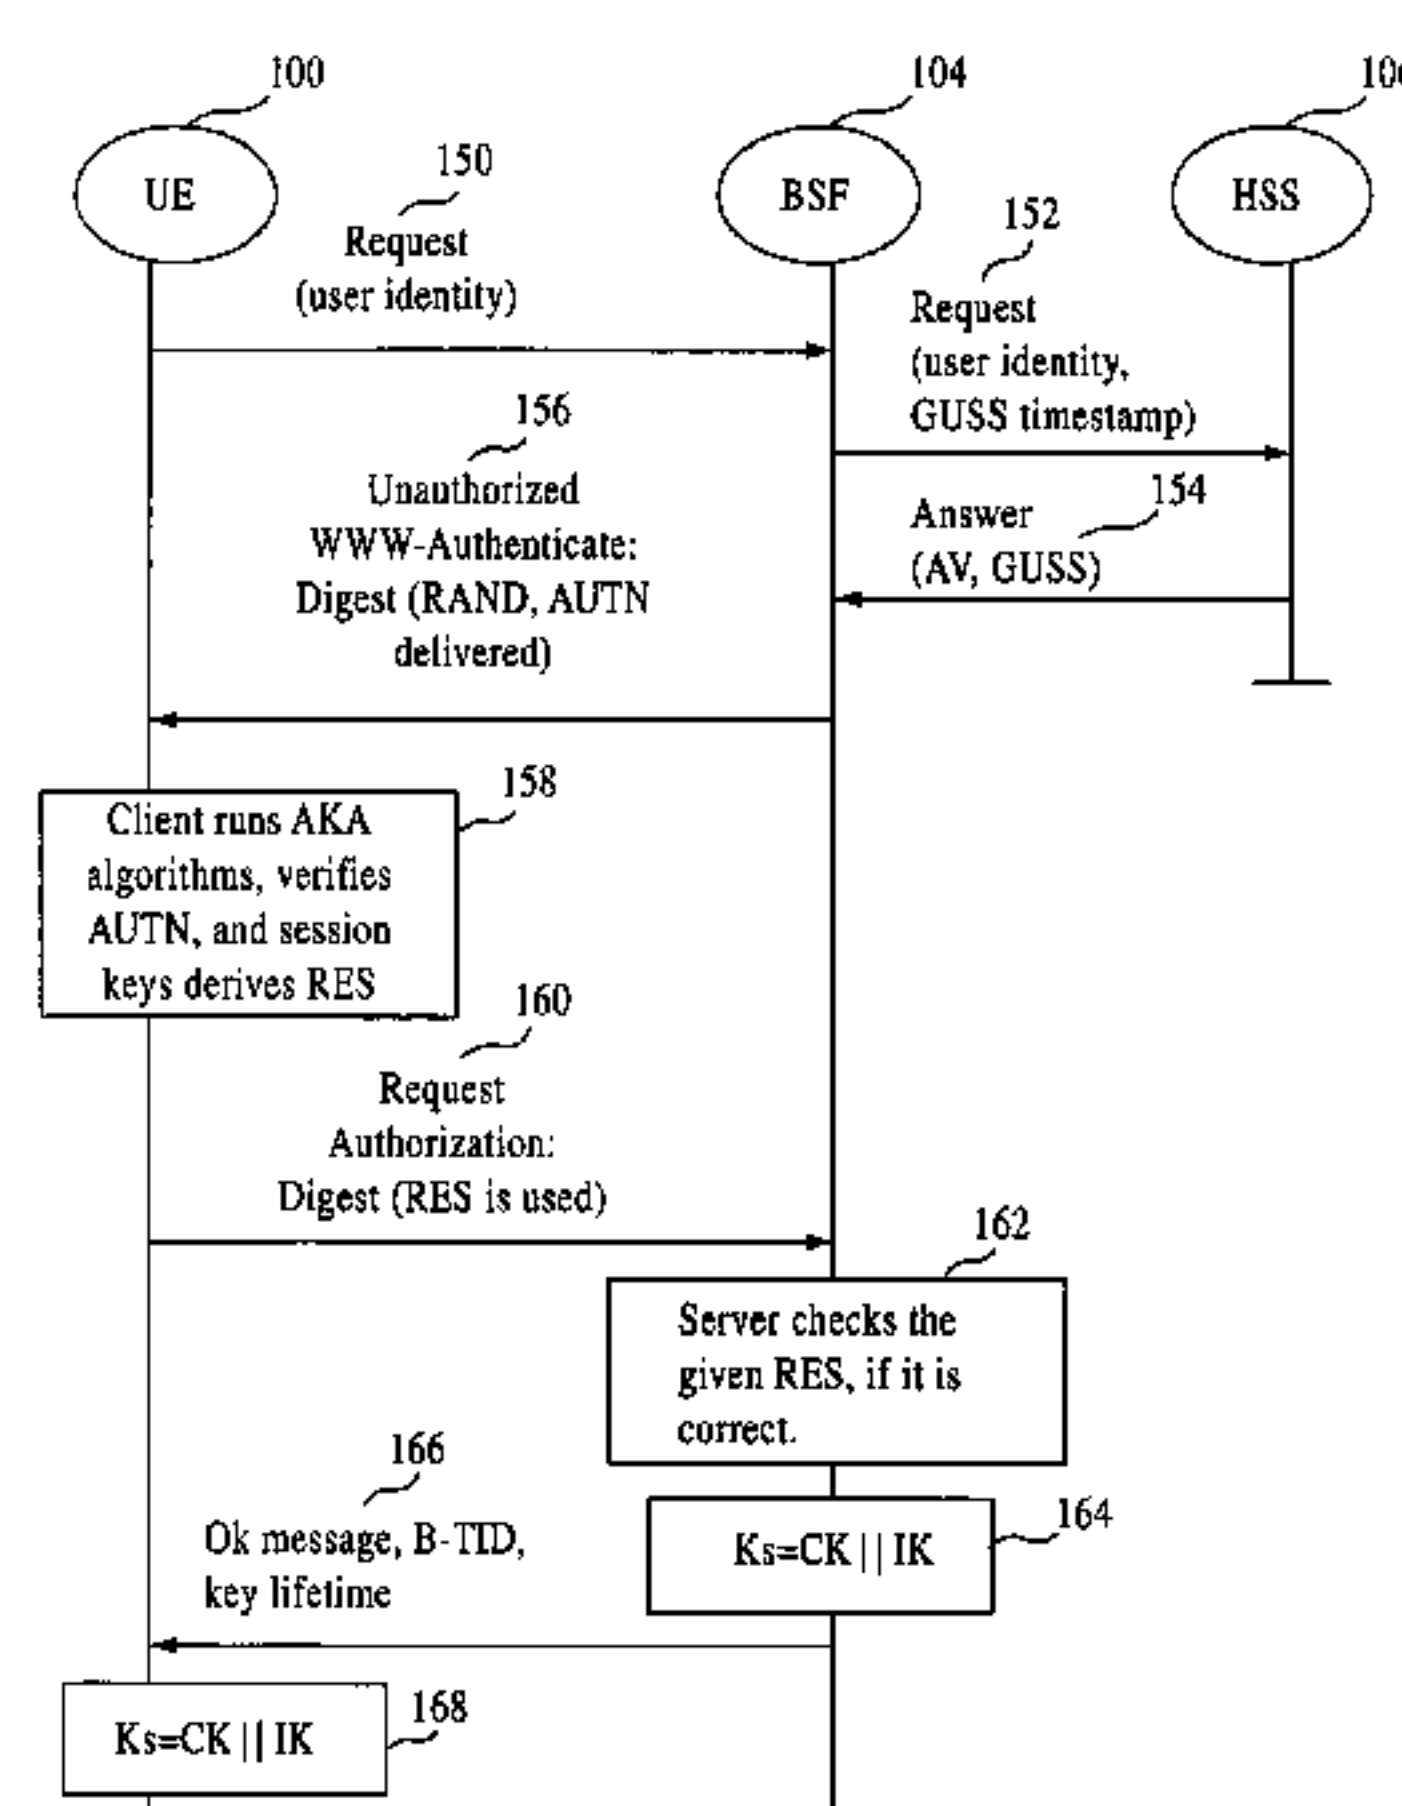 100
104
UE
BSF
HSS
150
Request
(user identity)
152
Request
(user identity,
GUSS timestamp)
156
Unauthorized
WWW-Authenticate:
Digest (RAND, AUTN
delivered)
154
Answer
(AV, GUSS)
158
Client runs AKA
algorithms, verifies
AUTN, and session
keys derives RES
160
Request
Authorization:
Digest (RES is used)
162
Server checks the
given RES, if it is
correct.
164
Ks=CK || IK
166
Ok message, B-TID,
key lifetime
168
Ks=CK || IK